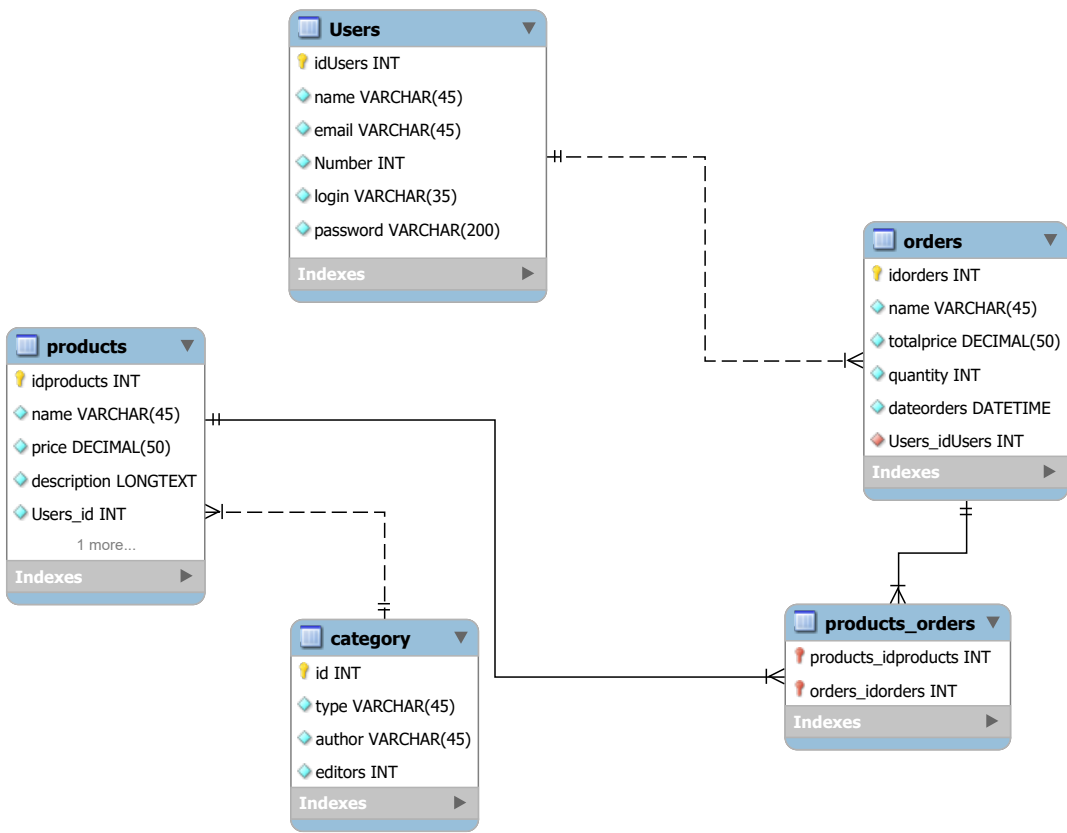 Users
idUsers INT
name VARCHAR(45)
email VARCHAR(45)
Number INT
login VARCHAR(35)
password VARCHAR(200)
Indexes
orders
idorders INT
name VARCHAR(45)
totalprice DECIMAL(50)
quantity INT
dateorders DATETIME
Users_idUsers INT
Indexes
products
idproducts INT
name VARCHAR(45)
price DECIMAL(50)
description LONGTEXT
Users_id INT
1 more...
Indexes
category
id INT
type VARCHAR(45)
author VARCHAR(45)
editors INT
Indexes
products_orders
products_idproducts INT
orders_idorders INT
Indexes